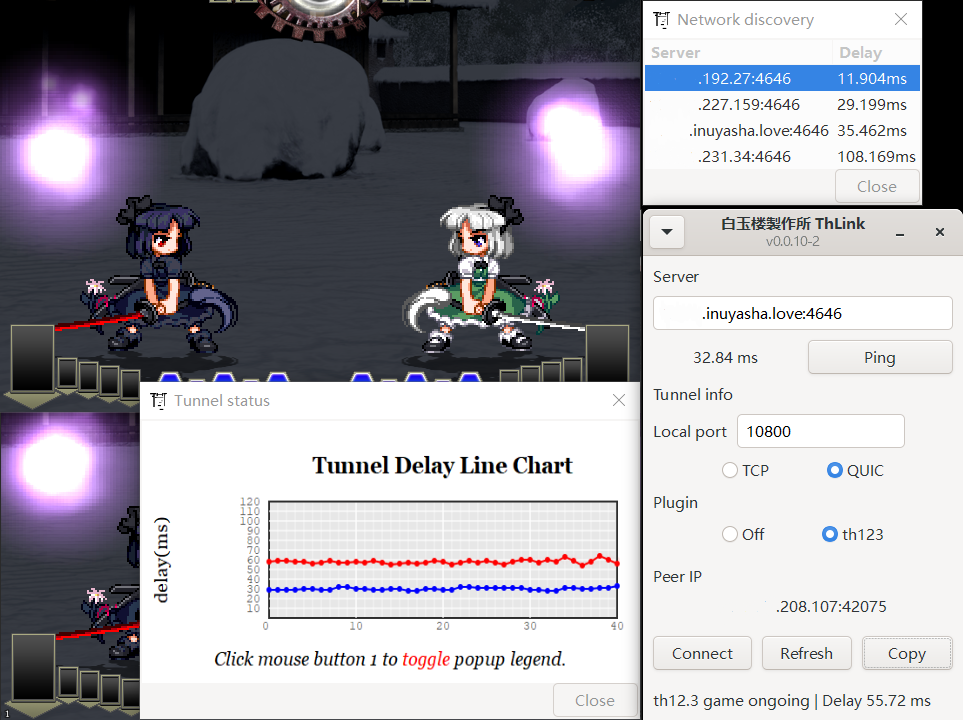 Network discovery
Server Delay
.192.27:4646 11.904ms
.227.159:4646 29.199ms
.inuyasha.love:4646 35.462ms
.231.34:4646 108.169ms
Close
白玉楼製作所 ThLink
v0.0.10-2
Server
.inuyasha.love:4646
32.84 ms Ping
Tunnel info
Local port 10800
TCP QUIC
Plugin
Off th123
Peer IP
.208.107:42075
Connect Refresh Copy
th12.3 game ongoing | Delay 55.72 ms
Tunnel status
Tunnel Delay Line Chart
delay(ms)
120
110
100
90
80
70
60
50
40
30
20
10
0 10 20 30 40
Click mouse button 1 to toggle popup legend.
Close
1